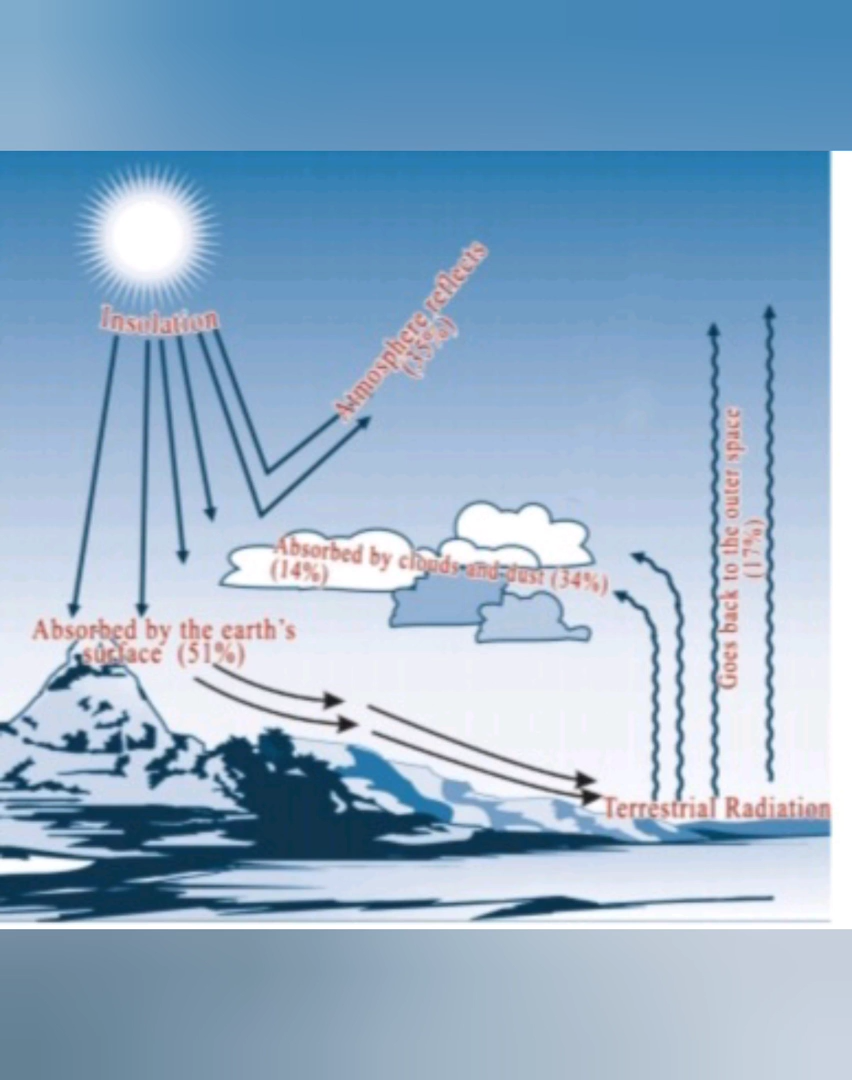 Insolation
Atmosphere reflects
(35%)
Absorbed by clouds and dust (34%)
(14%)
Absorbed by the earth's
surface (51%)
Goes back to the outer space
(17%)
Terrestrial Radiation